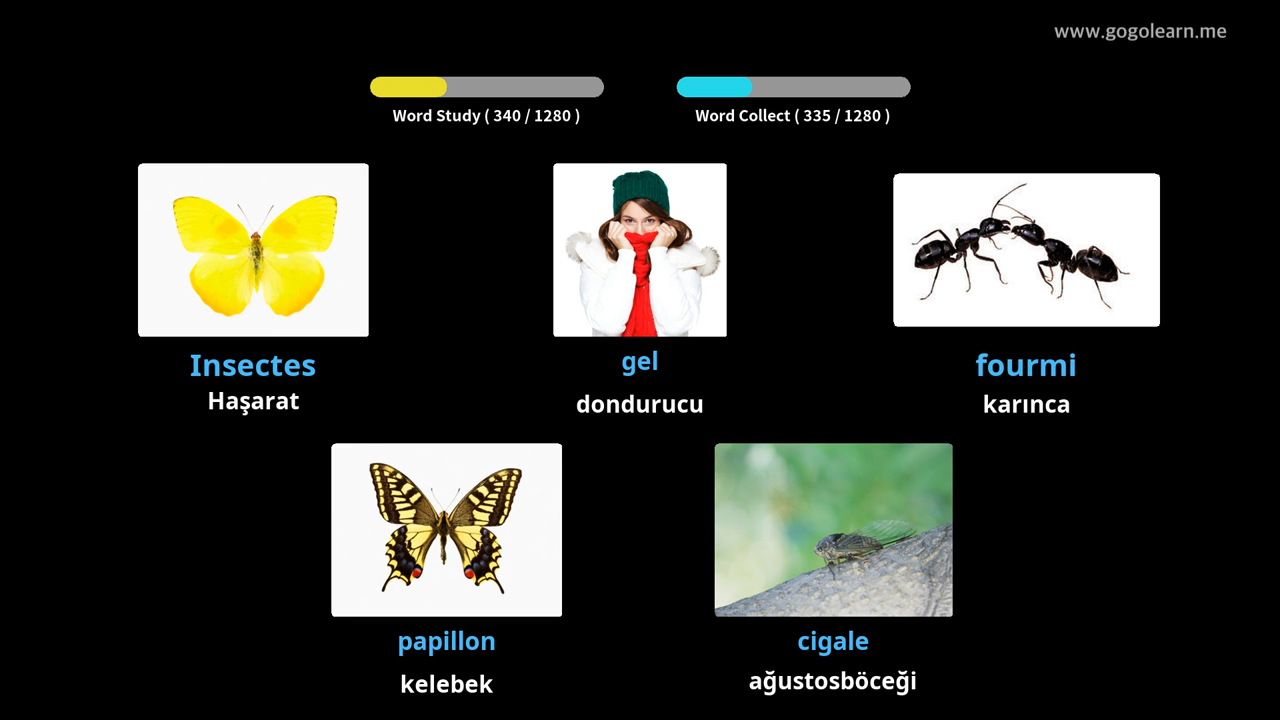 www.gogolearn.me
Word Study ( 340 / 1280 )
Word Collect ( 335 / 1280 )
Insectes
Haşarat
gel
dondurucu
fourmi
karınca
papillon
kelebek
cigale
ağustosböceği